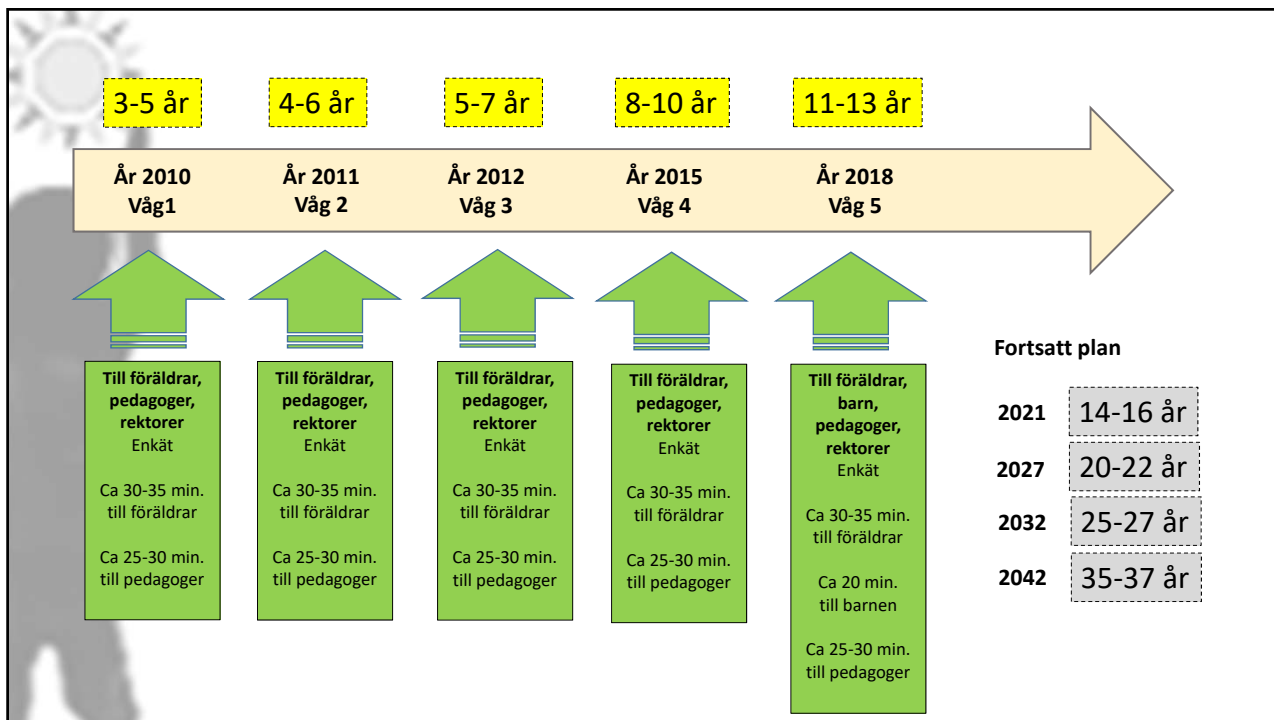 3-5 år
4-6 år
5-7 år
8-10 år
11-13 år
År 2010
Våg1
År 2011
Våg 2
År 2012
Våg 3
År 2015
Våg 4
År 2018
Våg 5
Till föräldrar,
pedagoger,
rektorer
Enkät
Ca 30-35 min.
till föräldrar
Ca 25-30 min.
till pedagoger
Till föräldrar,
pedagoger,
rektorer
Enkät
Ca 30-35 min.
till föräldrar
Ca 25-30 min.
till pedagoger
Till föräldrar,
pedagoger,
rektorer
Enkät
Ca 30-35 min.
till föräldrar
Ca 25-30 min.
till pedagoger
Till föräldrar,
pedagoger,
rektorer
Enkät
Ca 30-35 min.
till föräldrar
Ca 25-30 min.
till pedagoger
Till föräldrar,
barn,
pedagoger,
rektorer
Enkät
Ca 30-35 min.
till föräldrar
Ca 20 min.
till barnen
Ca 25-30 min.
till pedagoger
Fortsatt plan
2021 14-16 år
2027 20-22 år
2032 25-27 år
2042 35-37 år